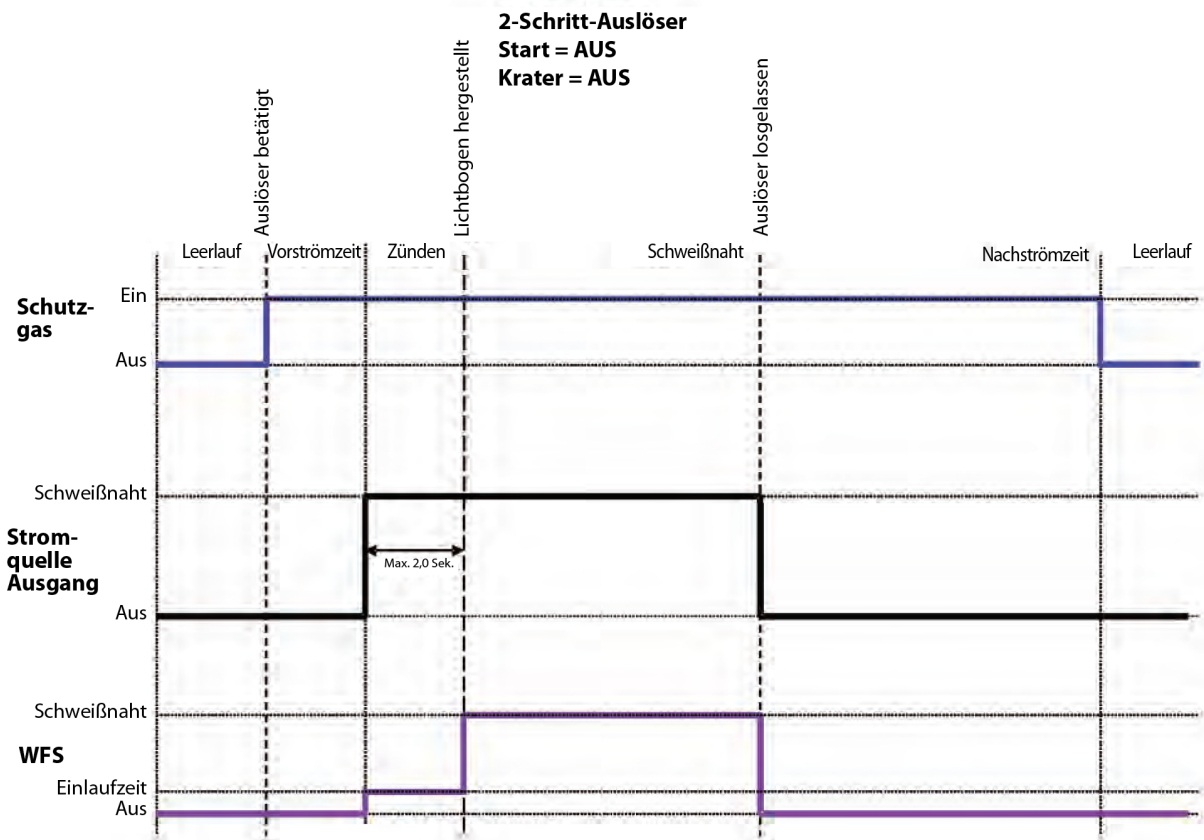 2-Schritt-Auslöser
Start = AUS
Krater = AUS
Auslöser betätigt
Lichtbogen hergestellt
Auslöser losgelassen
Leerlauf
Vorströmzeit
Zünden
Schweißnaht
Nachströmzeit
Leerlauf
Schutz-
gas
Ein
Aus
Strom-
quelle
Ausgang
Schweißnaht
Max. 2,0 Sek.
Aus
WFS
Schweißnaht
Einlaufzeit
Aus